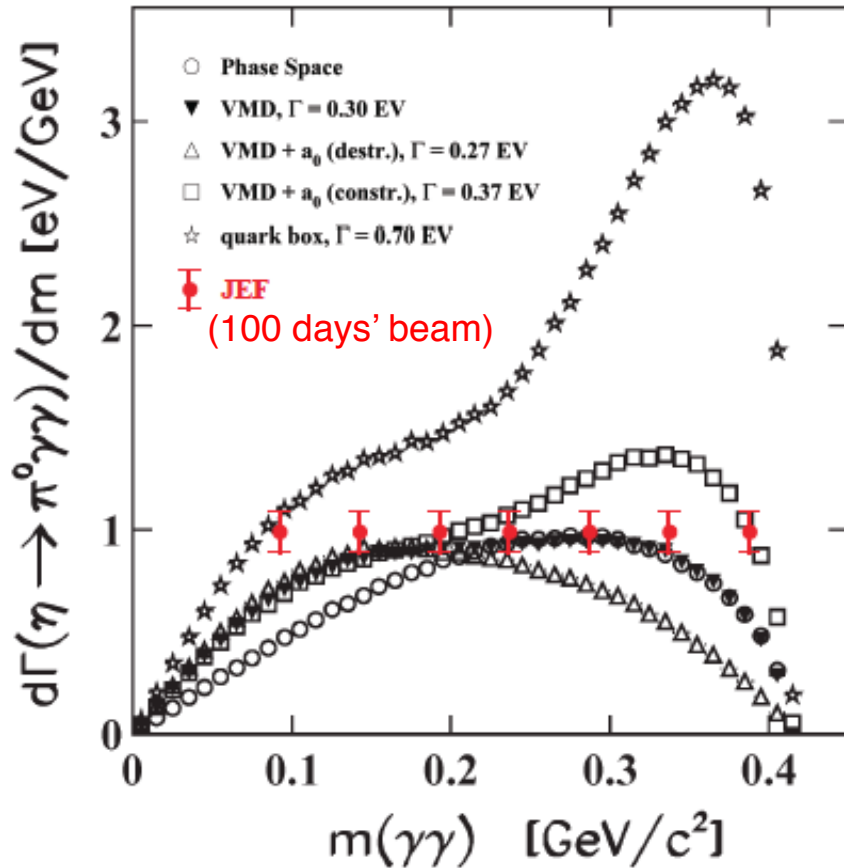 Phase Space
VMD, Γ = 0.30 EV
VMD + a₀ (destr.), Γ = 0.27 EV
VMD + a₀ (constr.), Γ = 0.37 EV
quark box, Γ = 0.70 EV
JEF
(100 days’ beam)
dΓ(η → π⁰γγ)/dm [eV/GeV]
3
2
1
0
0 0.1 0.2 0.3 0.4
m(γγ) [GeV/c²]